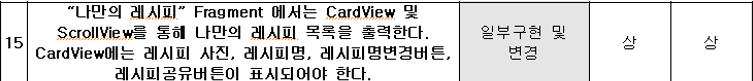 “나만의 레시피” Fragment 에서는 CardView 및
ScrollView를 통해 나만의 레시피 목록을 출력한다.
15
CardView에는 레시피 사진, 레시피명, 레시피명변경버튼,
레시피공유버튼이 표시되어야 한다.
일부구현 및
변경
상
상